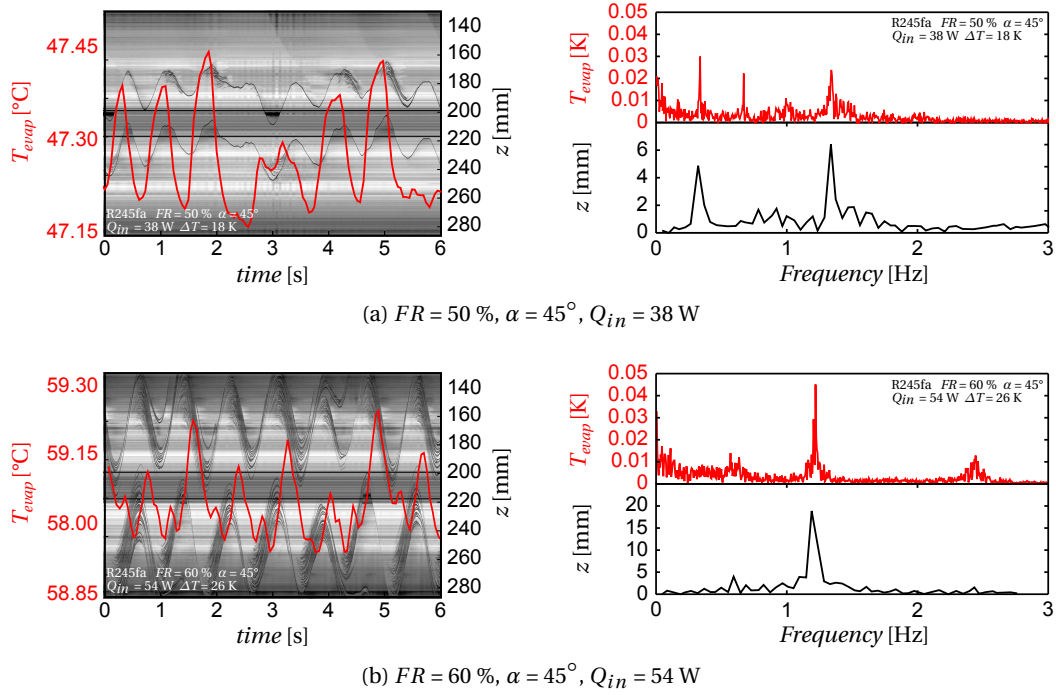 47.45
47.30
47.15
T_evap [°C]
140
160
180
200
220
240
260
280
z [mm]
R245fa FR = 50 % α = 45°
Q_in = 38 W ΔT = 18 K
0 1 2 3 4 5 6
time [s]
0.05
0.04
0.03
0.02
0.01
0
T_evap [K]
R245fa FR = 50 % α = 45°
Q_in = 38 W ΔT = 18 K
6
4
2
0
z [mm]
0 1 2 3
Frequency [Hz]
(a) FR = 50 %, α = 45°, Q_in = 38 W
59.30
59.15
58.00
58.85
T_evap [°C]
140
160
180
200
220
240
260
280
z [mm]
R245fa FR = 60 % α = 45°
Q_in = 54 W ΔT = 26 K
0 1 2 3 4 5 6
time [s]
0.05
0.04
0.03
0.02
0.01
0
T_evap [K]
R245fa FR = 60 % α = 45°
Q_in = 54 W ΔT = 26 K
20
15
10
5
0
z [mm]
0 1 2 3
Frequency [Hz]
(b) FR = 60 %, α = 45°, Q_in = 54 W